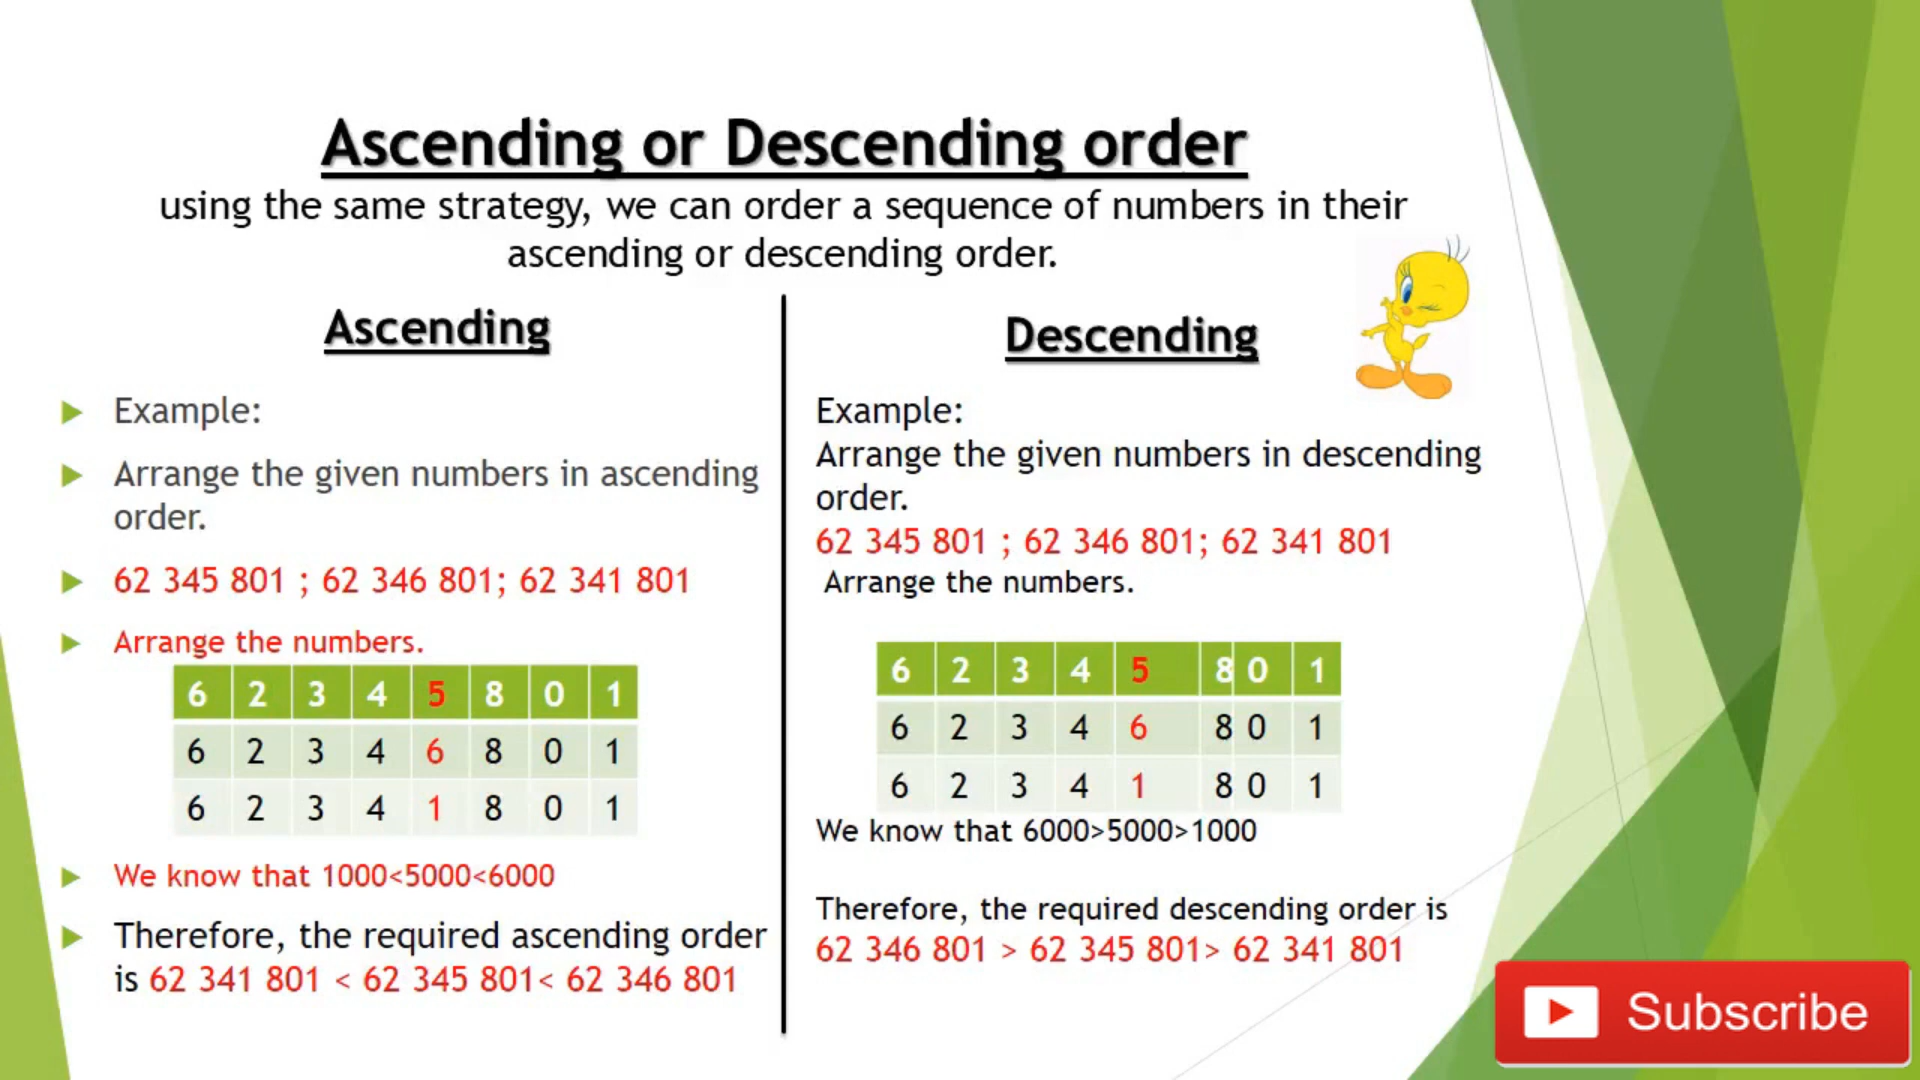 Ascending or Descending order
using the same strategy, we can order a sequence of numbers in their
ascending or descending order.
Ascending
Example:
Arrange the given numbers in ascending
order.
62 345 801 ; 62 346 801; 62 341 801
Arrange the numbers.
6 2 3 4 5 8 0 1
6 2 3 4 6 8 0 1
6 2 3 4 1 8 0 1
We know that 1000<5000<6000
Therefore, the required ascending order
is 62 341 801 < 62 345 801< 62 346 801
Descending
Example:
Arrange the given numbers in descending
order.
62 345 801 ; 62 346 801; 62 341 801
Arrange the numbers.
6 2 3 4 5 8 0 1
6 2 3 4 6 8 0 1
6 2 3 4 1 8 0 1
We know that 6000>5000>1000
Therefore, the required descending order is
62 346 801 > 62 345 801> 62 341 801
Subscribe